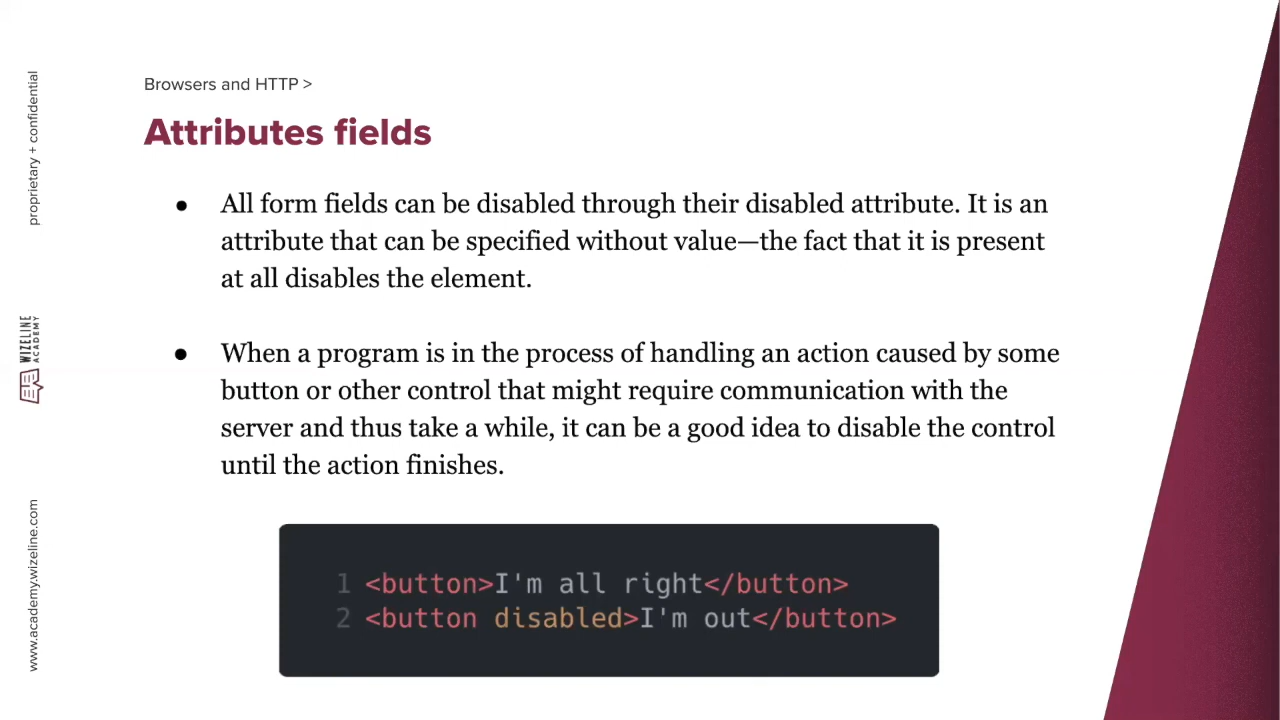 Browsers and HTTP >
Attributes fields
● All form fields can be disabled through their disabled attribute. It is an
attribute that can be specified without value—the fact that it is present
at all disables the element.
● When a program is in the process of handling an action caused by some
button or other control that might require communication with the
server and thus take a while, it can be a good idea to disable the control
until the action finishes.
1 <button>I'm all right</button>
2 <button disabled>I'm out</button>
proprietary + confidential
WIZELINE
ACADEMY
www.academy.wizeline.com